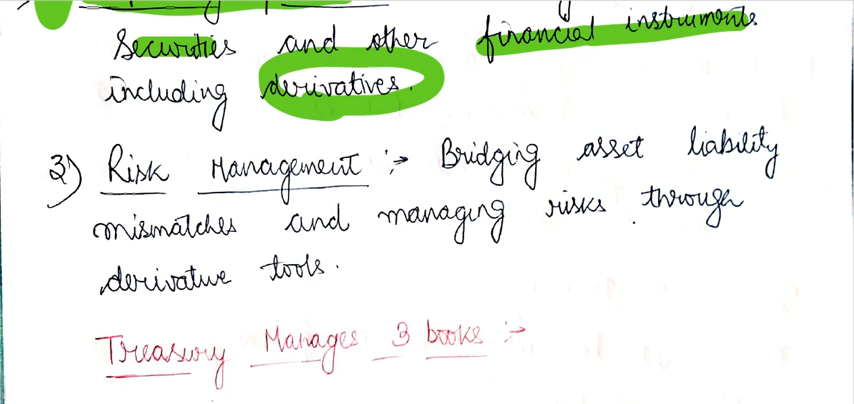 Securities and other financial instruments
including derivatives.
3) Risk Management :→ Bridging asset liability
mismatches and managing risks through
derivative tools.
Treasury Manages 3 books :→